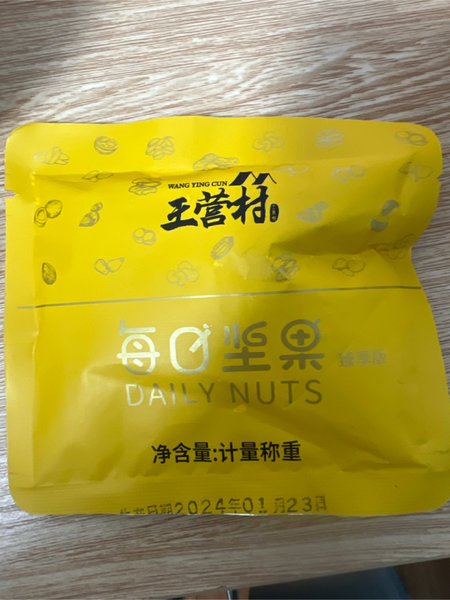 WANG YING CUN
王营村
每日坚果
DAILY NUTS
净含量:计量称重
生产日期2024年01月23日